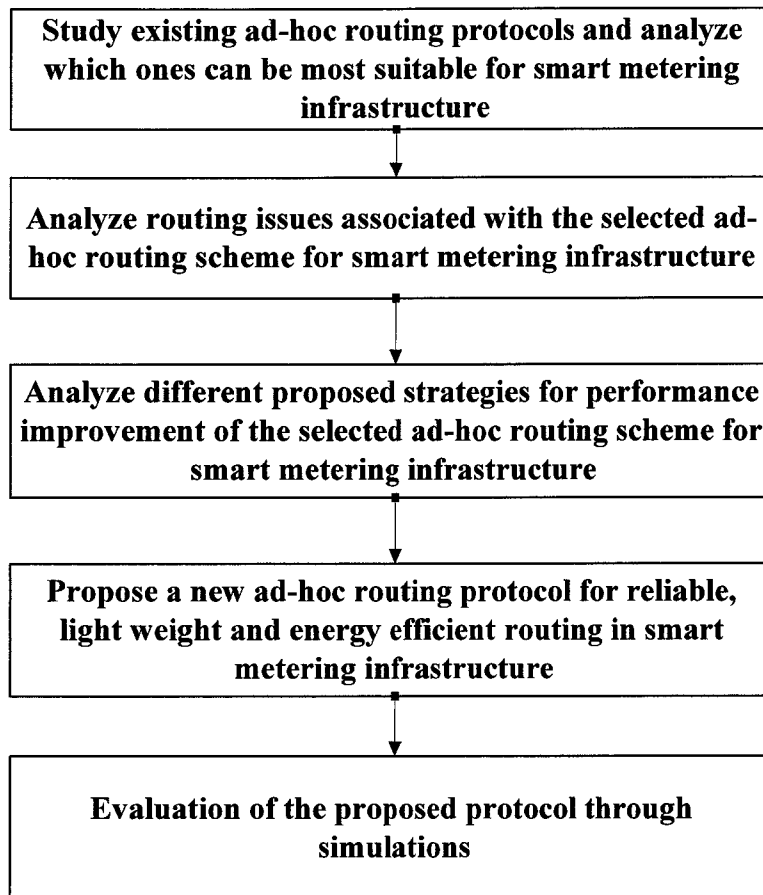 Study existing ad-hoc routing protocols and analyze
which ones can be most suitable for smart metering
infrastructure
Analyze routing issues associated with the selected ad-
hoc routing scheme for smart metering infrastructure
Analyze different proposed strategies for performance
improvement of the selected ad-hoc routing scheme for
smart metering infrastructure
Propose a new ad-hoc routing protocol for reliable,
light weight and energy efficient routing in smart
metering infrastructure
Evaluation of the proposed protocol through
simulations